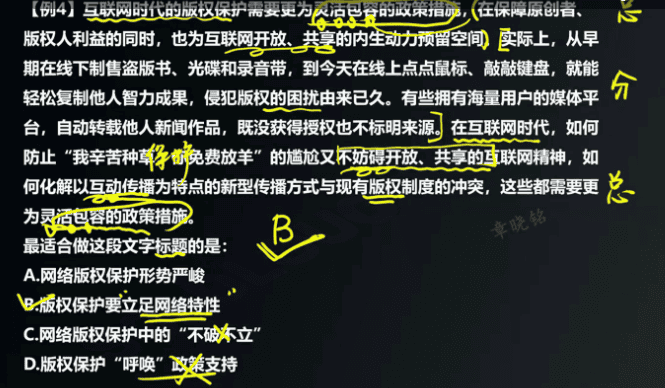 【例4】互联网时代的版权保护需要更为灵活包容的政策措施,(在保障原创者、 总
版权人利益的同时，也为互联网开放、共享的内生动力预留空间) 实际上，从早
期在线下制售盗版书、光碟和录音带，到今天在线上点点鼠标、敲敲键盘，就能
轻松复制他人智力成果，侵犯版权的困扰由来已久。有些拥有海量用户的媒体平 分
台，自动转载他人新闻作品，既没获得授权也不标明来源。在互联网时代，如何
防止“我辛苦种草 免费放羊”的尴尬又不妨碍开放、共享的互联网精神，如
何化解以互动传播为特点的新型传播方式与现有版权制度的冲突，这些都需要更 总
为灵活包容的政策措施。
最适合做这段文字标题的是： B 章晓铭
A.网络版权保护形势严峻
B.版权保护要立足网络特性
C.网络版权保护中的“不破不立”
D.版权保护“呼唤”政策支持